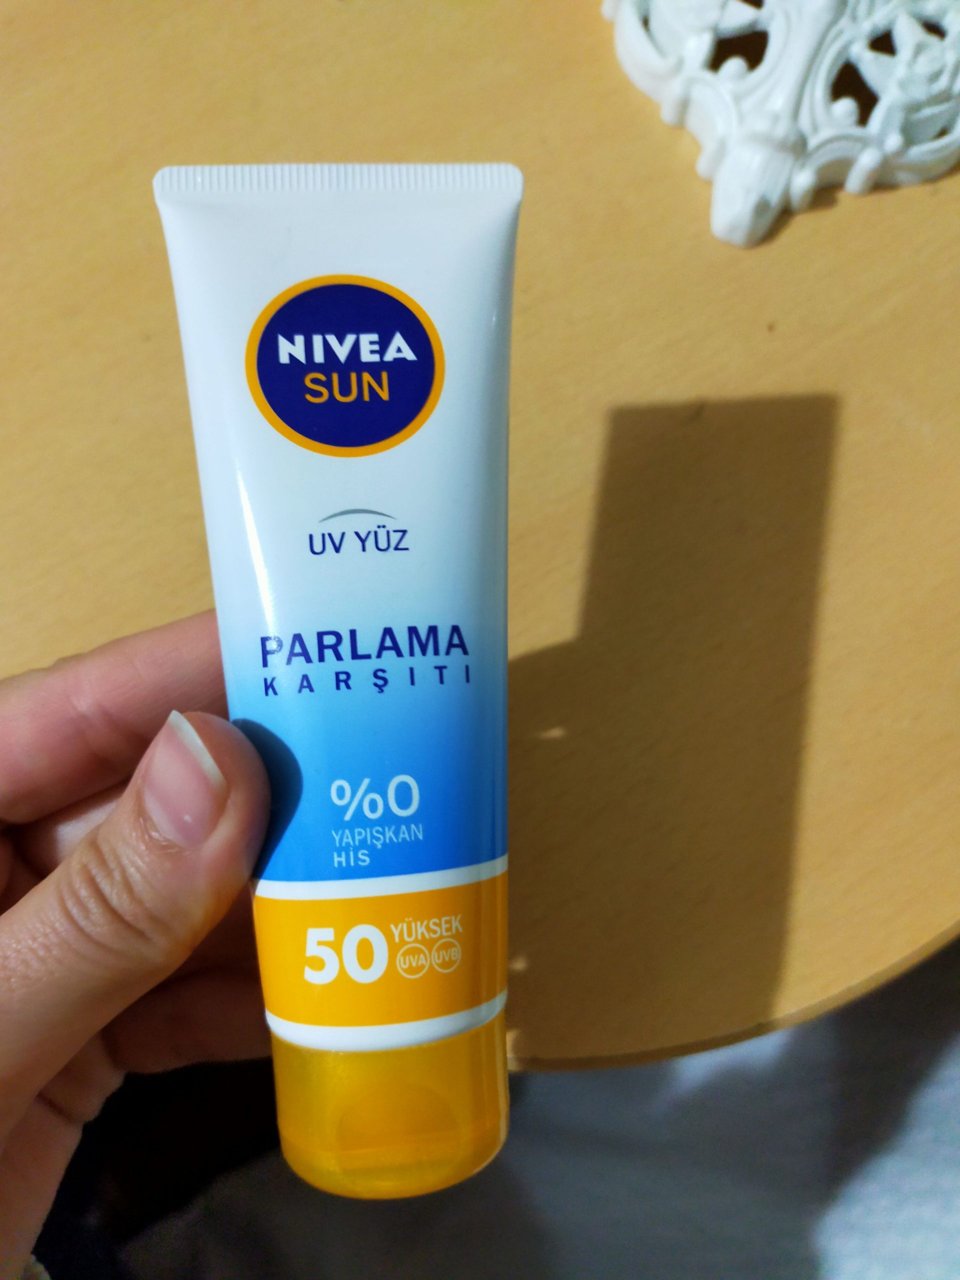 NIVEA
SUN
UV YÜZ
PARLAMA
KARŞITI
%0
YAPIŞKAN
HİS
50 YÜKSEK
UVA UVB